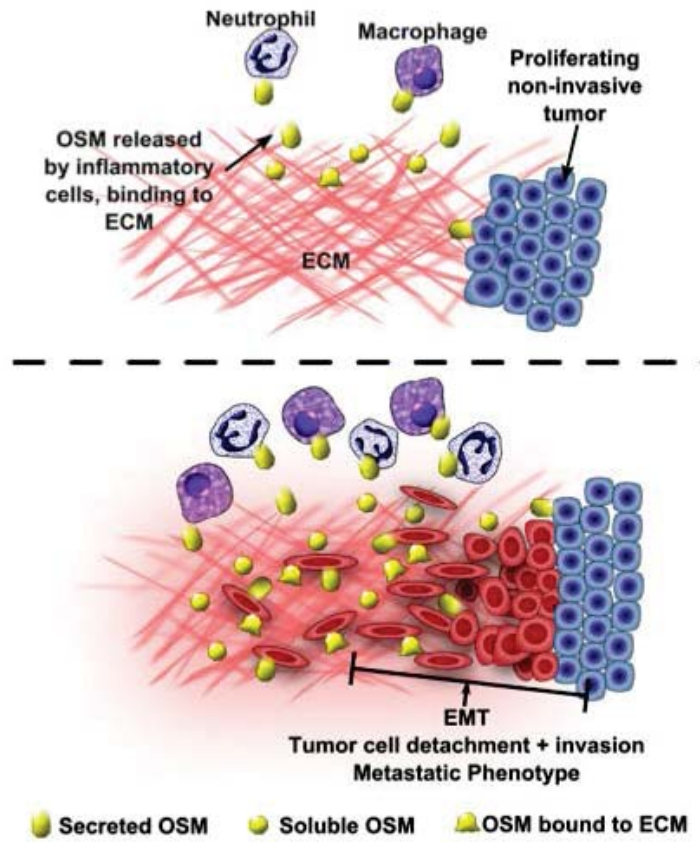 Neutrophil
Macrophage
Proliferating
non-invasive
tumor
OSM released
by inflammatory
cells, binding to
ECM
ECM
EMT
Tumor cell detachment + invasion
Metastatic Phenotype
Secreted OSM
Soluble OSM
OSM bound to ECM